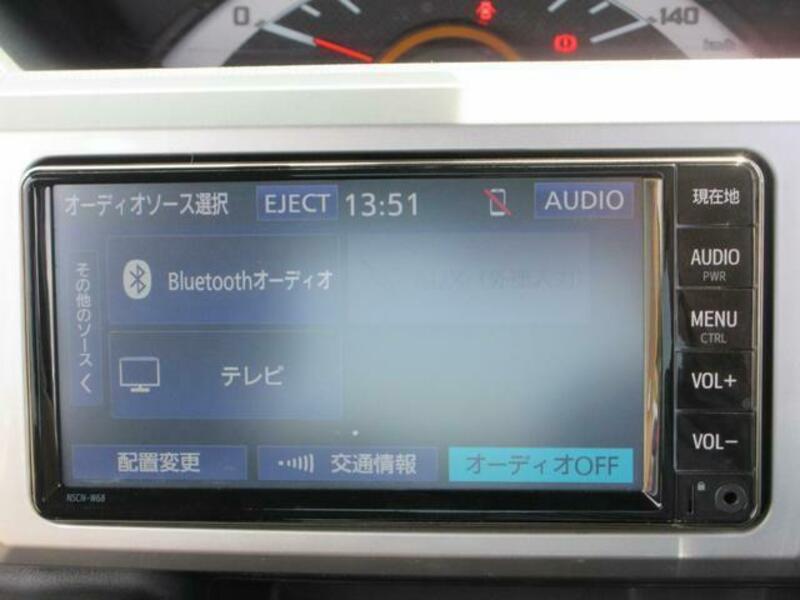 0
140
km/h
オーディオソース選択 EJECT 13:51 AUDIO
現在地
その他のソース
Bluetoothオーディオ
テレビ
AUDIO
PWR
MENU
CTRL
VOL+
VOL-
配置変更 交通情報 オーディオOFF
NSCN-W68